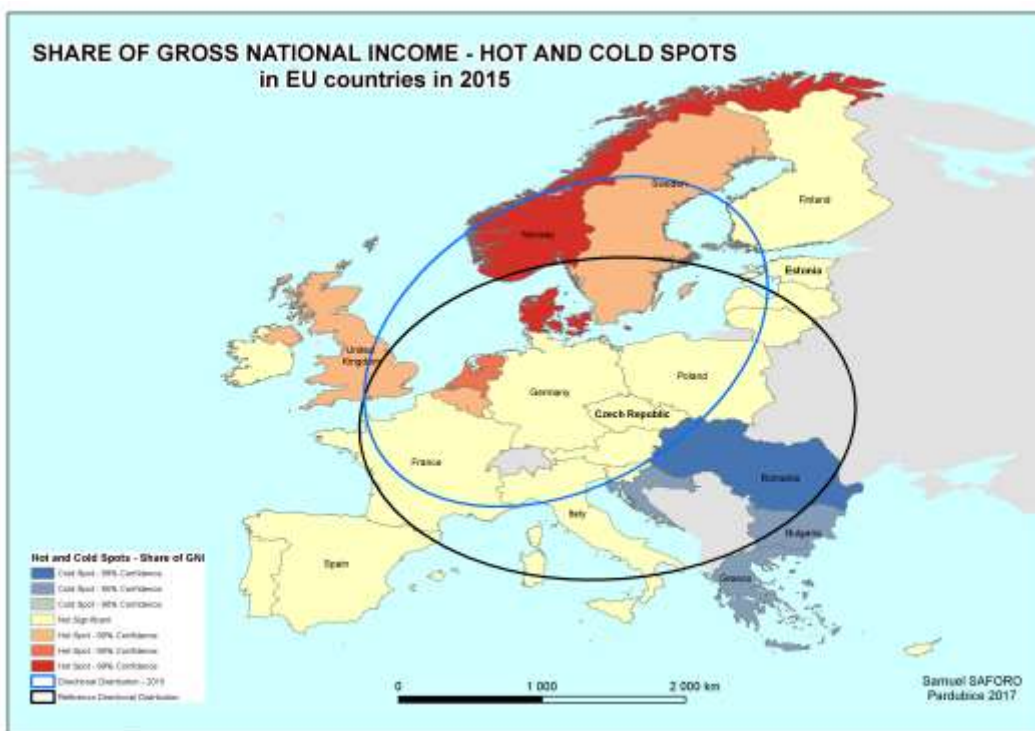 SHARE OF GROSS NATIONAL INCOME - HOT AND COLD SPOTS
in EU countries in 2015
Sweden
Finland
Norway
Estonia
United
Kingdom
Poland
Germany
Czech Republic
France
Romania
Italy
Bulgaria
Spain
Greece
Hot and Cold Spots - Share of GNI
Cold Spot - 99% Confidence
Cold Spot - 95% Confidence
Cold Spot - 90% Confidence
Not Significant
Hot Spot - 90% Confidence
Hot Spot - 95% Confidence
Hot Spot - 99% Confidence
Directional Distribution - 2015
Reference Directional Distribution
0 1 000 2 000 km
Samuel SAFORO
Pardubice 2017